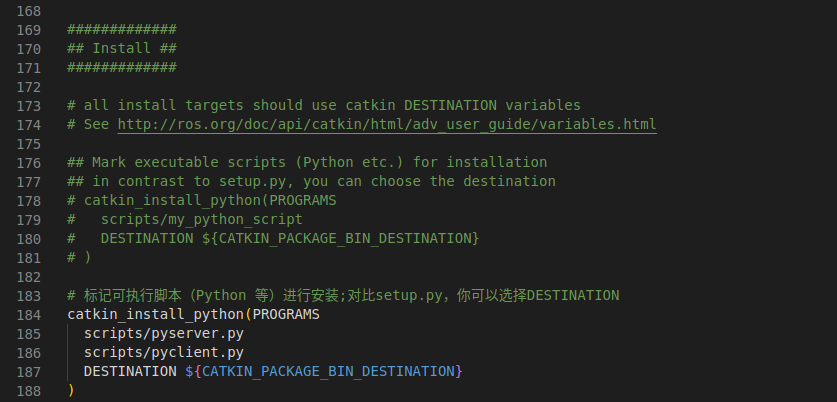 168
169 #############
170 ## Install ##
171 #############
172
173 # all install targets should use catkin DESTINATION variables
174 # See http://ros.org/doc/api/catkin/html/adv_user_guide/variables.html
175
176 ## Mark executable scripts (Python etc.) for installation
177 ## in contrast to setup.py, you can choose the destination
178 # catkin_install_python(PROGRAMS
179 #   scripts/my_python_script
180 #   DESTINATION ${CATKIN_PACKAGE_BIN_DESTINATION}
181 # )
182
183 # 标记可执行脚本（Python 等）进行安装;对比setup.py，你可以选择DESTINATION
184 catkin_install_python(PROGRAMS
185   scripts/pyserver.py
186   scripts/pyclient.py
187   DESTINATION ${CATKIN_PACKAGE_BIN_DESTINATION}
188 )